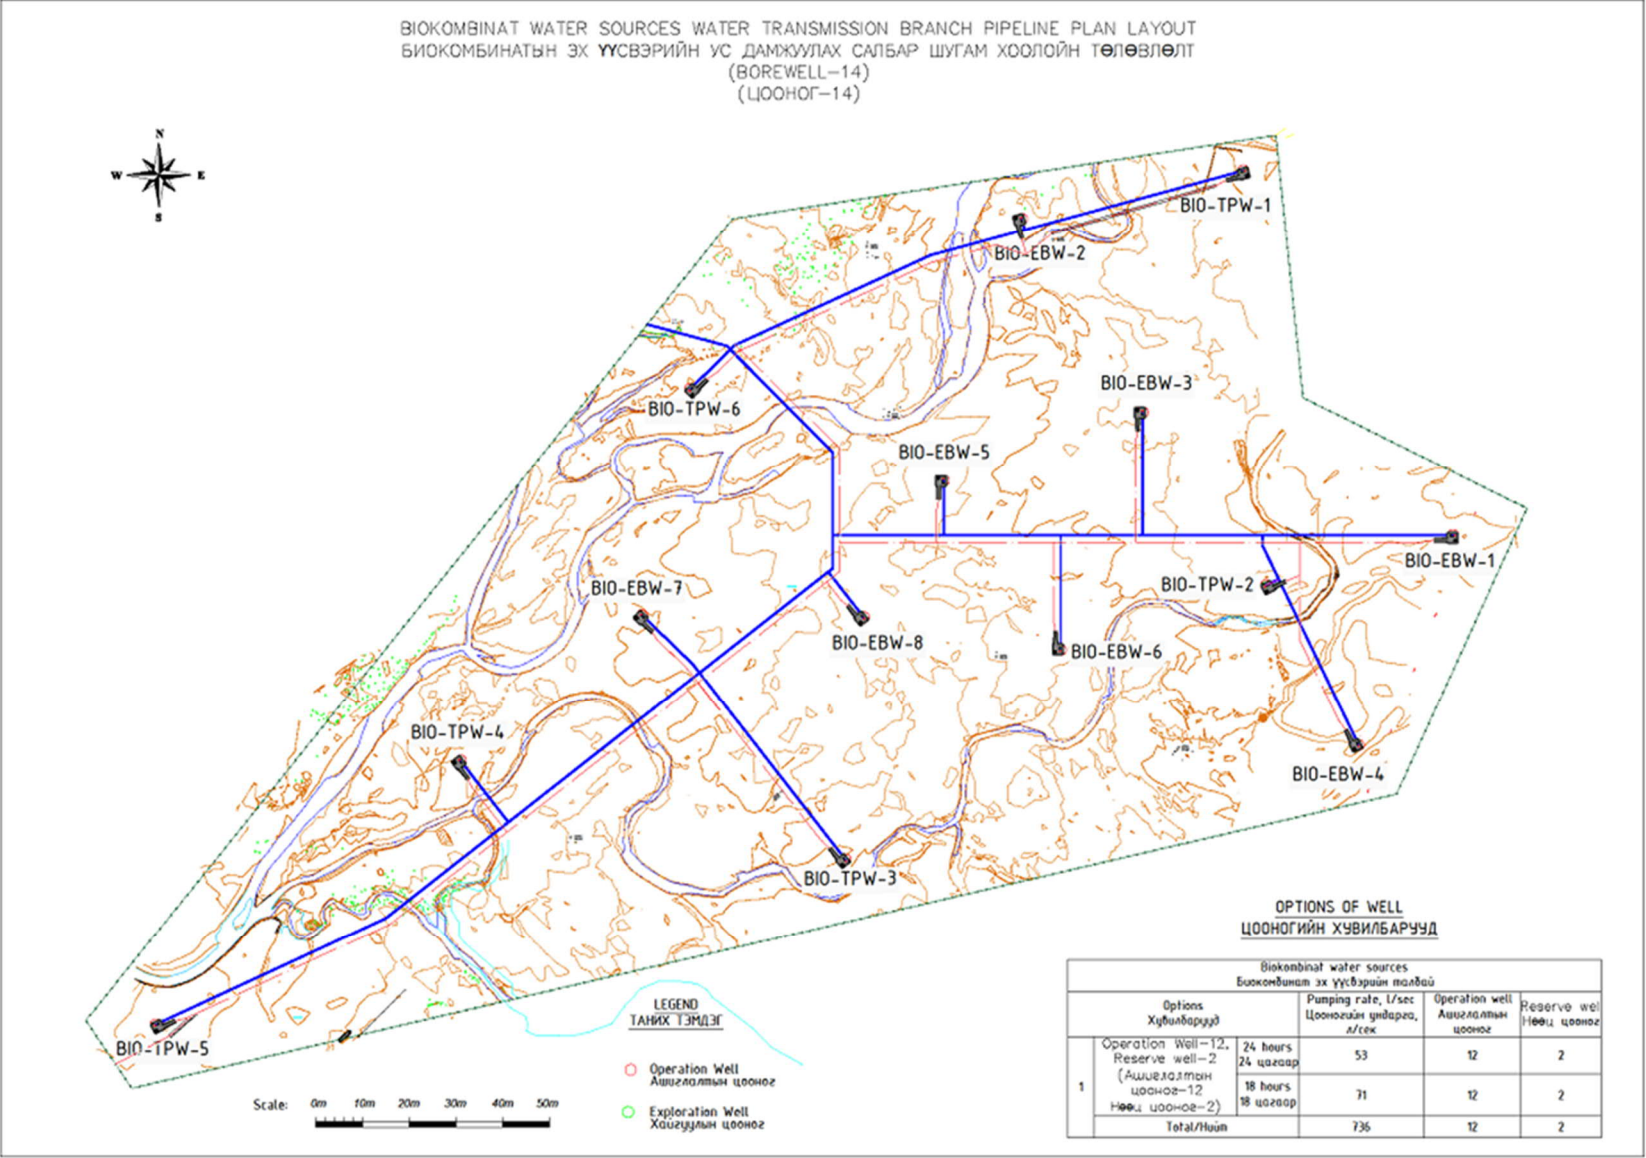 BIOKOMBINAT WATER SOURCES WATER TRANSMISSION BRANCH PIPELINE PLAN LAYOUT
БИОКОМБИНАТЫН ЭХ ҮҮСВЭРИЙН УС ДАМЖУУЛАХ САЛБАР ШУГАМ ХООЛОЙН ТӨЛӨВЛӨЛТ
(BOREWELL-14)
(ЦООНОГ-14)
N
W E
S
BIO-TPW-1
BIO-EBW-2
BIO-EBW-3
BIO-TPW-6
BIO-EBW-5
BIO-EBW-1
BIO-TPW-2
BIO-EBW-7
BIO-EBW-8
BIO-EBW-6
BIO-TPW-4
BIO-EBW-4
BIO-TPW-3
BIO-TPW-5
LEGEND
ТАНИХ ТЭМДЭГ
Operation Well
Ашиглалтын цооног
Exploration Well
Хайгуулын цооног
Scale: 0m 10m 20m 30m 40m 50m
OPTIONS OF WELL
ЦООНОГИЙН ХУВИЛБАРУУД
Biokombinat water sources
Биокомбинат эх үүсвэрийн талбай
Options
Хувилбарууд
Pumping rate, l/sec
Цооногийн ундарга,
л/сек
Operation well
Ашиглалтын
цооног
Reserve wel
Нөөц цооног
1
Operation Well-12,
Reserve well-2
(Ашиглалтын
цооног-12
Нөөц цооног-2)
24 hours
24 цагаар
53 12 2
18 hours
18 цагаар
71 12 2
Total/Нийт 736 12 2